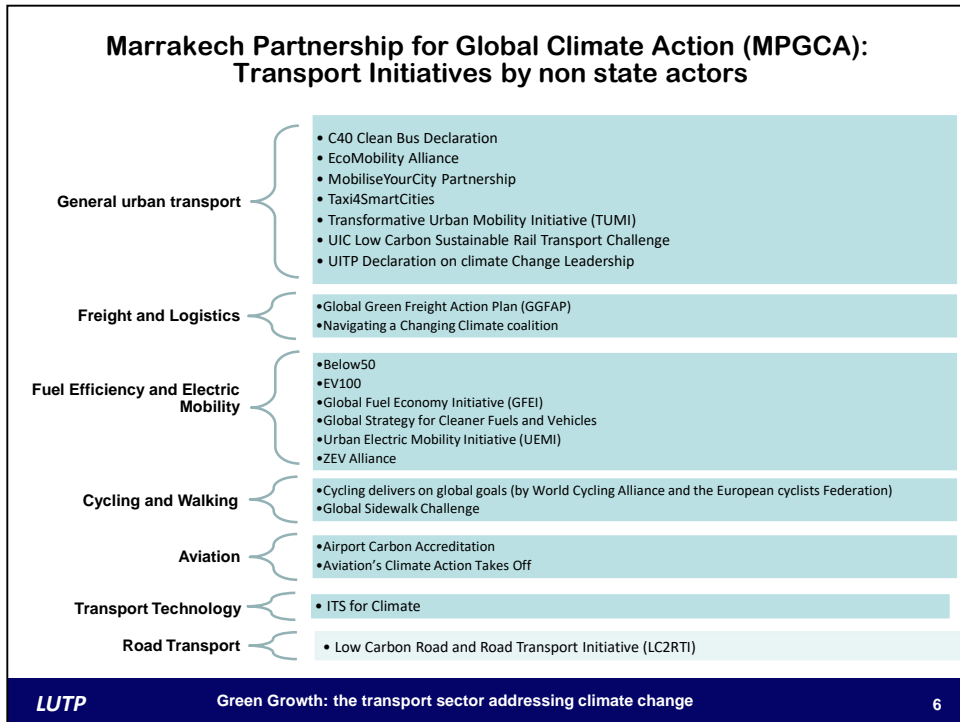 Marrakech Partnership for Global Climate Action (MPGCA):
Transport Initiatives by non state actors
General urban transport
• C40 Clean Bus Declaration
• EcoMobility Alliance
• MobiliseYourCity Partnership
• Taxi4SmartCities
• Transformative Urban Mobility Initiative (TUMI)
• UIC Low Carbon Sustainable Rail Transport Challenge
• UITP Declaration on climate Change Leadership
Freight and Logistics
•Global Green Freight Action Plan (GGFAP)
•Navigating a Changing Climate coalition
Fuel Efficiency and Electric
Mobility
•Below50
•EV100
•Global Fuel Economy Initiative (GFEI)
•Global Strategy for Cleaner Fuels and Vehicles
•Urban Electric Mobility Initiative (UEMI)
•ZEV Alliance
Cycling and Walking
•Cycling delivers on global goals (by World Cycling Alliance and the European cyclists Federation)
•Global Sidewalk Challenge
Aviation
•Airport Carbon Accreditation
•Aviation's Climate Action Takes Off
Transport Technology
• ITS for Climate
Road Transport
• Low Carbon Road and Road Transport Initiative (LC2RTI)
LUTP
Green Growth: the transport sector addressing climate change
6